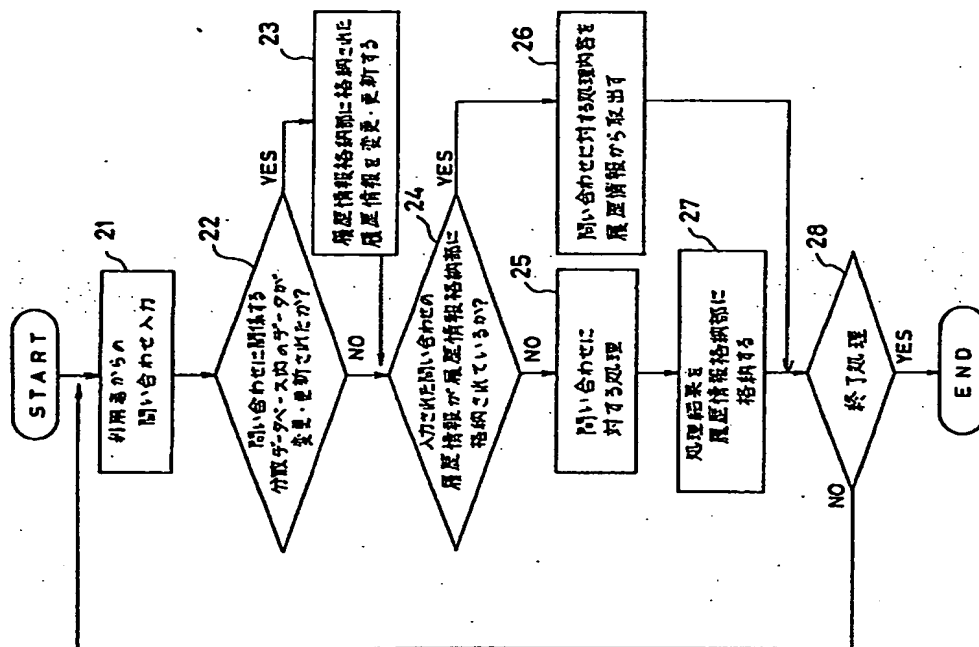 START
21
利用者からの
問い合わせ入力
22
問い合わせに関係する
分散データベース内のデータが
変更・更新されたか?
YES
NO
23
履歴情報格納部に格納された
履歴情報を変更・更新する
24
入力された問い合わせの
履歴情報が履歴情報格納部に
格納されているか?
YES
NO
25
問い合わせに
対する処理
26
問い合わせに対する処理内容を
履歴情報から取出す
27
処理結果を
履歴情報格納部に
格納する
28
終了処理
NO
YES
END